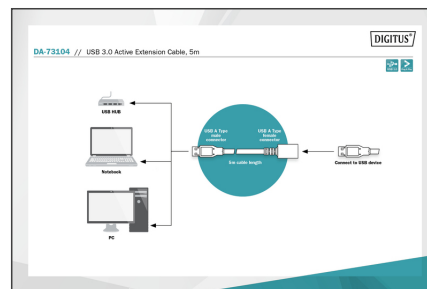 DIGITUS®
DA-73104 // USB 3.0 Active Extension Cable, 5m
USB HUB
USB A Type
male
connector
USB A Type
female
connector
5m cable length
Connect to USB device
Notebook
PC